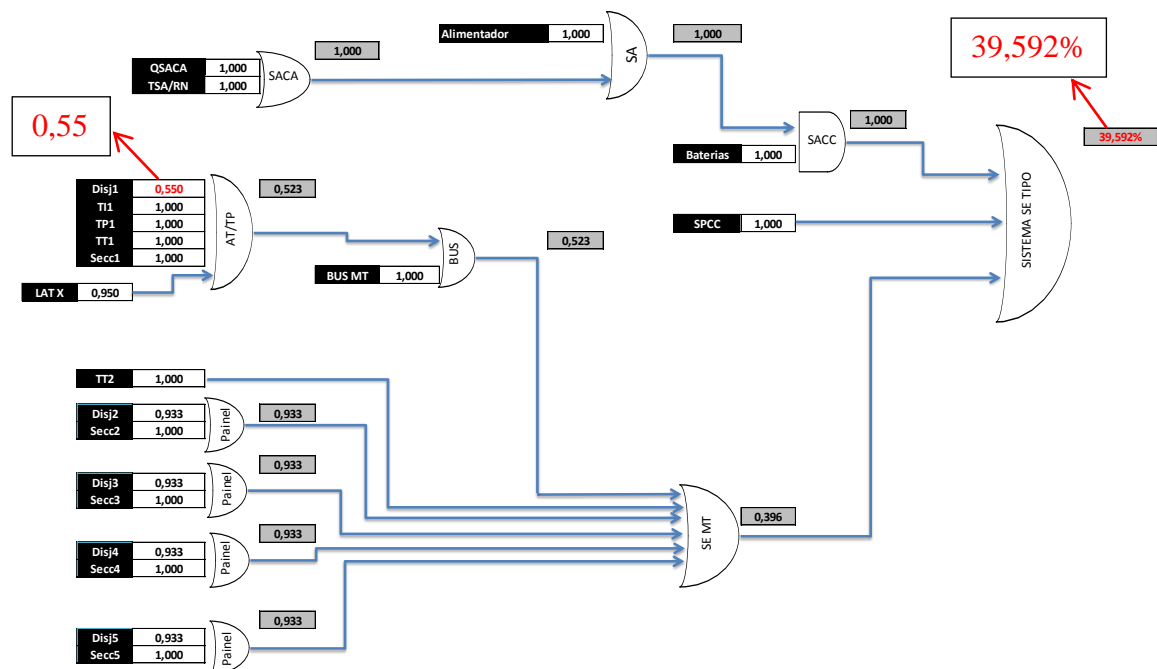 Alimentador 1,000
1,000
SA
39,592%
1,000
QSACA 1,000
TSA/RN 1,000
SACA
0,55
39,592%
1,000
Baterias 1,000
SACC
Disj1 0,550
TI1 1,000
TP1 1,000
TT1 1,000
Secc1 1,000
LAT X 0,950
AT/TP
0,523
BUS MT 1,000
BUS
0,523
SPCC 1,000
SISTEMA SE TIPO
TT2 1,000
Disj2 0,933
Secc2 1,000
Painel
0,933
Disj3 0,933
Secc3 1,000
Painel
0,933
Disj4 0,933
Secc4 1,000
Painel
0,933
SE MT
0,396
Disj5 0,933
Secc5 1,000
Painel
0,933